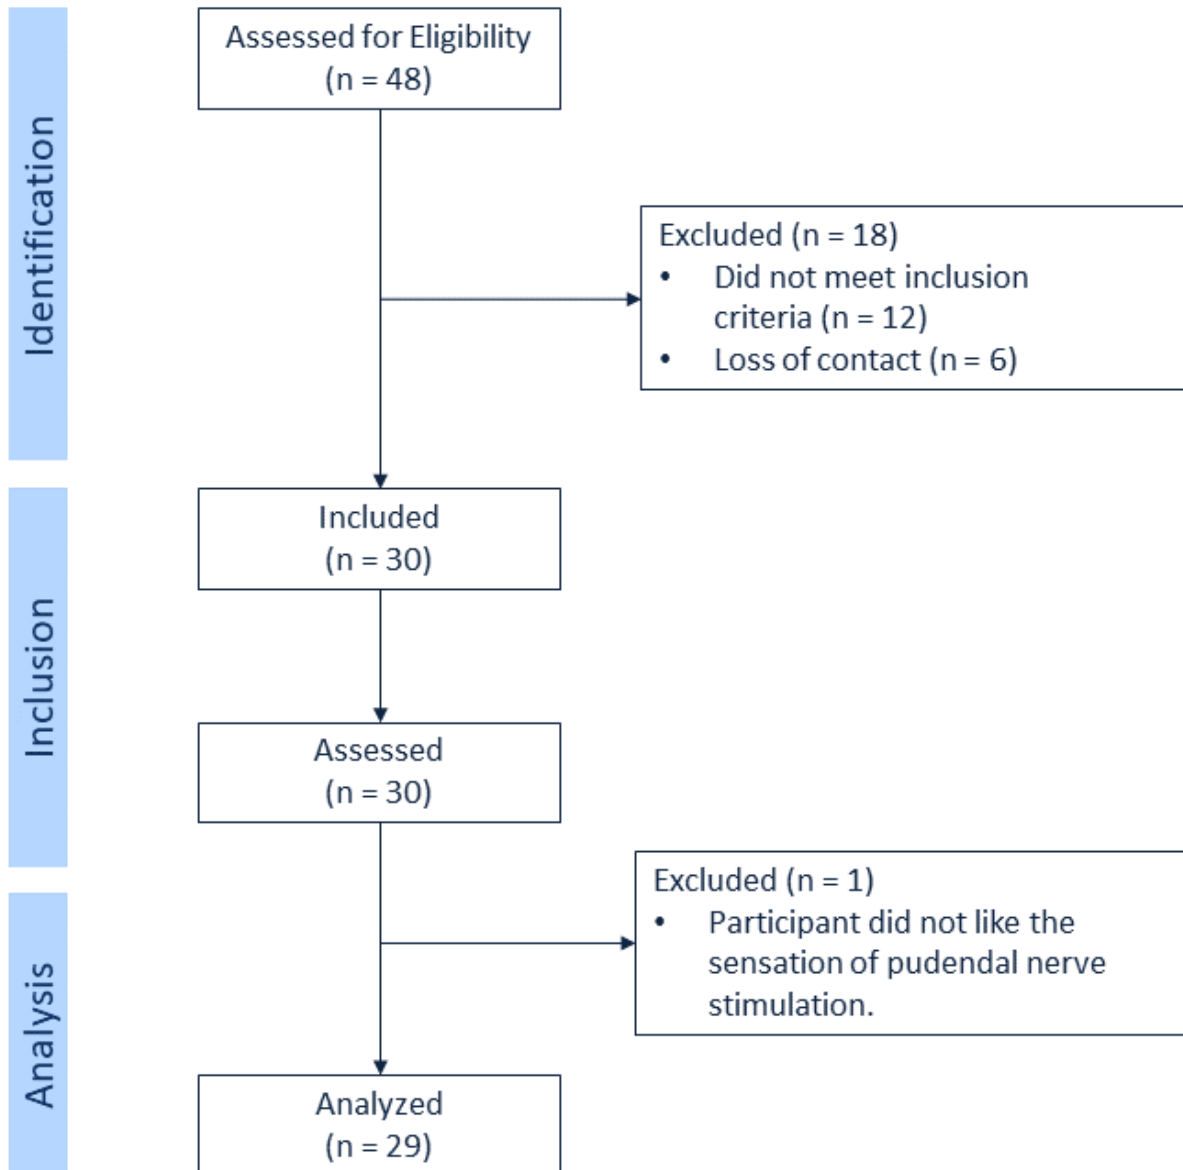 Identification
Assessed for Eligibility
(n = 48)
Excluded (n = 18)
• Did not meet inclusion
criteria (n = 12)
• Loss of contact (n = 6)
Inclusion
Included
(n = 30)
Assessed
(n = 30)
Analysis
Excluded (n = 1)
• Participant did not like the
sensation of pudendal nerve
stimulation.
Analyzed
(n = 29)